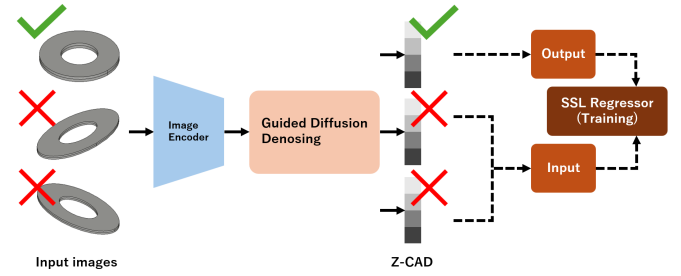 Output
SSL Regressor
(Training)
Image
Encoder
Guided Diffusion
Denosing
Input
Input images
Z-CAD